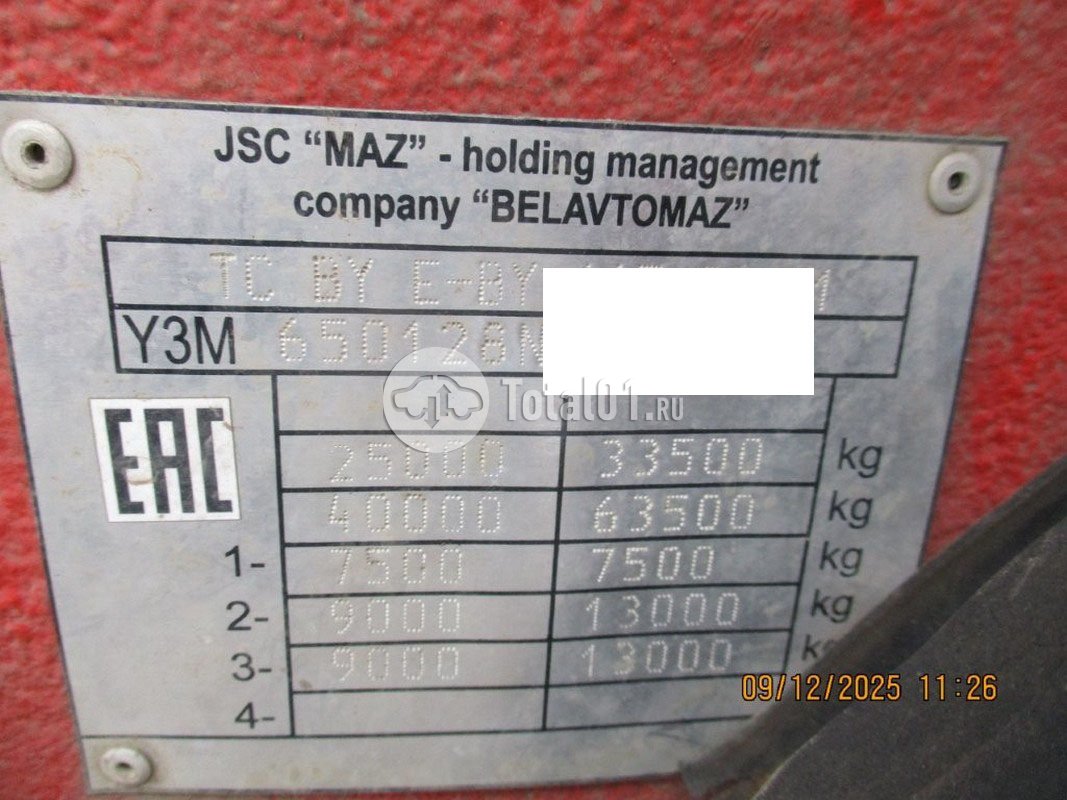 JSC “MAZ” - holding management
company “BELAVTOMAZ”
TC BY E-BY
Y3M 650128N
Total01.RU
EAC
25000 33500 kg
40000 63500 kg
1- 7500 7500 kg
2- 9000 13000 kg
3- 9000 13000
4-
09/12/2025 11:26